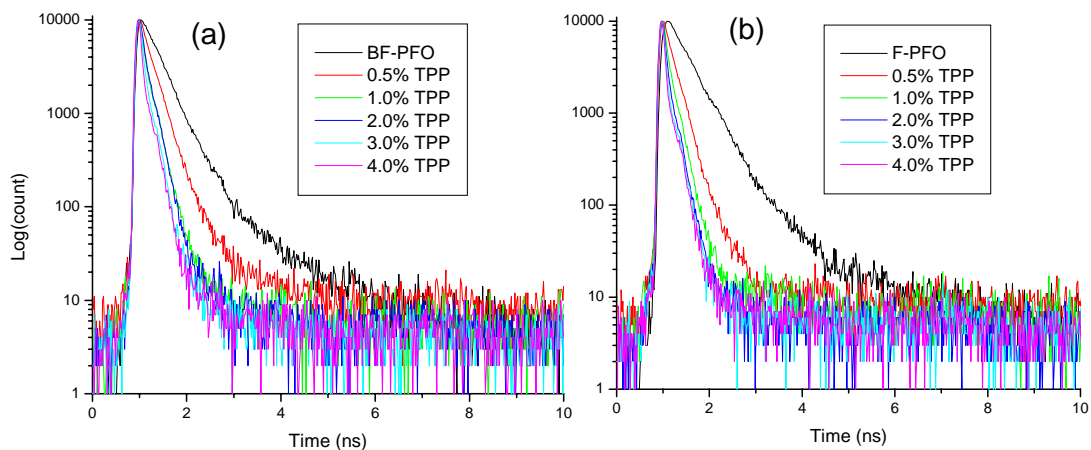 (a)
BF-PFO
0.5% TPP
1.0% TPP
2.0% TPP
3.0% TPP
4.0% TPP
10000
1000
100
10
1
Log(count)
0 2 4 6 8 10
Time (ns)
(b)
F-PFO
0.5% TPP
1.0% TPP
2.0% TPP
3.0% TPP
4.0% TPP
10000
1000
100
10
1
0 2 4 6 8 10
Time (ns)